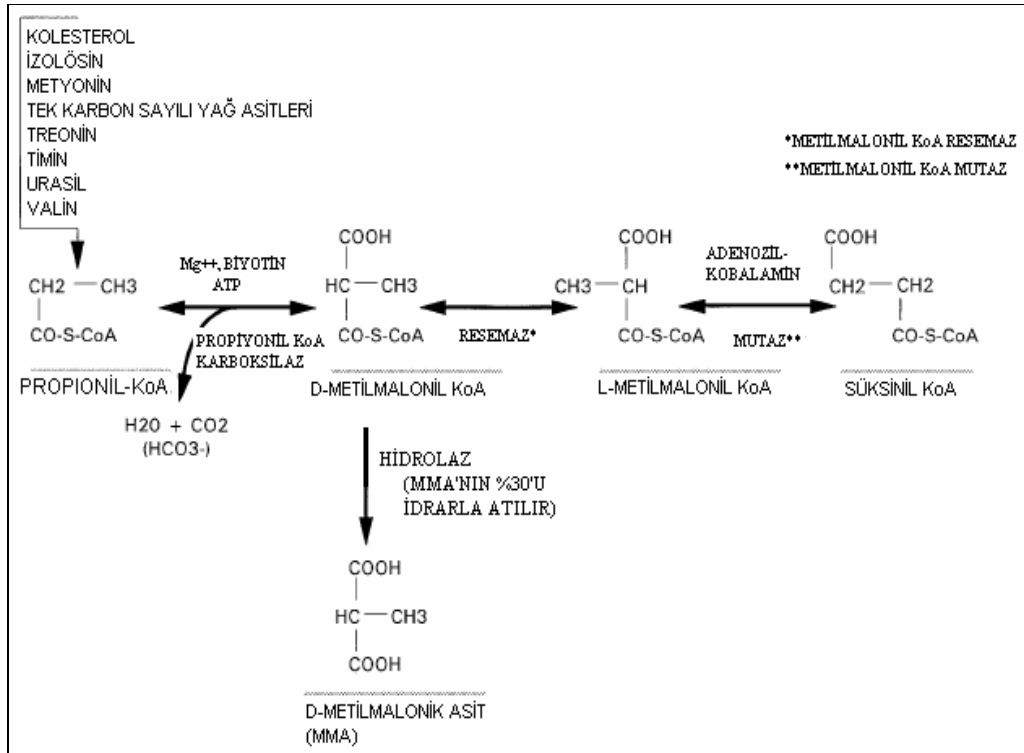 KOLESTEROL
İZOLÖSİN
METYONİN
TEK KARBON SAYILI YAĞ ASİTLERİ
TREONİN
TİMİN
URASİL
VALİN
*METİLMALONİL KoA RESEMAZ
**METİLMALONİL KoA MUTAZ
CH2 — CH3
CO-S-CoA
PROPIONİL-KoA
Mg++, BİYOTİN
ATP
PROPİYONİL KoA
KARBOKSİLAZ
H2O + CO2
(HCO3-)
COOH
HC — CH3
CO-S-CoA
D-METİLMALONİL KoA
RESEMAZ*
COOH
CH3 — CH
CO-S-CoA
L-METİLMALONİL KoA
ADENOZİL-
KOBALAMİN
MUTAZ**
COOH
CH2 — CH2
CO-S-CoA
SÜKSİNİL KoA
HİDROLAZ
(MMA'NIN %30'U
İDRARLA ATILIR)
COOH
HC — CH3
COOH
D-METİLMALONİK ASİT
(MMA)